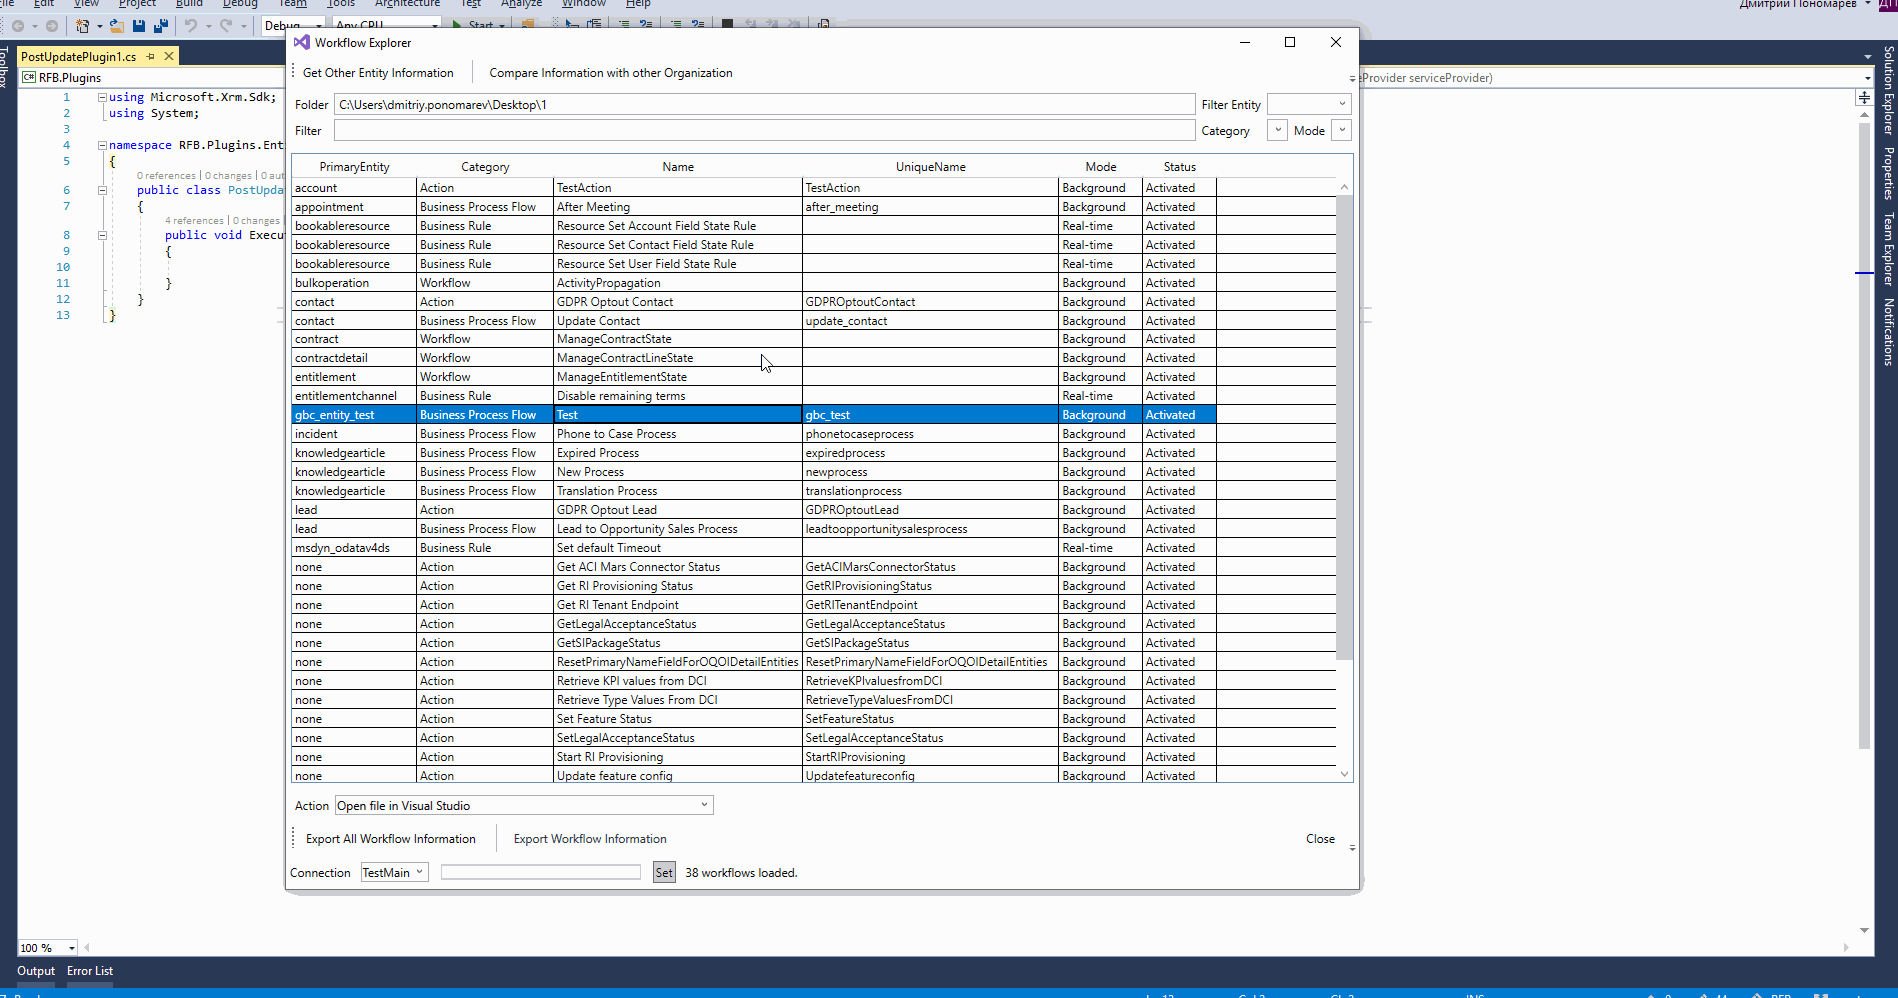 File Edit View Project Build Debug Team Tools Architecture Test Analyze Window Help
Дмитрий Пономарев
Debug Any CPU Start
PostUpdatePlugin1.cs
RFB.Plugins
eProvider serviceProvider)
1 using Microsoft.Xrm.Sdk;
2 using System;
3
4 namespace RFB.Plugins.Ent
5 {
0 references | 0 changes | 0 aut
6 public class PostUpda
7 {
4 references | 0 changes |
8 public void Execu
9 {
10
11 }
12 }
13 }
Toolbox
Solution Explorer
Properties
Team Explorer
Notifications
Workflow Explorer
Get Other Entity Information
Compare Information with other Organization
Folder C:\Users\dmitriy.ponomarev\Desktop\1 Filter Entity
Filter Category Mode
PrimaryEntity Category Name UniqueName Mode Status
account Action TestAction TestAction Background Activated
appointment Business Process Flow After Meeting after_meeting Background Activated
bookableresource Business Rule Resource Set Account Field State Rule Real-time Activated
bookableresource Business Rule Resource Set Contact Field State Rule Real-time Activated
bookableresource Business Rule Resource Set User Field State Rule Real-time Activated
bulkoperation Workflow ActivityPropagation Background Activated
contact Action GDPR Optout Contact GDPROptoutContact Background Activated
contact Business Process Flow Update Contact update_contact Background Activated
contract Workflow ManageContractState Background Activated
contractdetail Workflow ManageContractLineState Background Activated
entitlement Workflow ManageEntitlementState Background Activated
entitlementchannel Business Rule Disable remaining terms Real-time Activated
gbc_entity_test Business Process Flow Test gbc_test Background Activated
incident Business Process Flow Phone to Case Process phonetocaseprocess Background Activated
knowledgearticle Business Process Flow Expired Process expiredprocess Background Activated
knowledgearticle Business Process Flow New Process newprocess Background Activated
knowledgearticle Business Process Flow Translation Process translationprocess Background Activated
lead Action GDPR Optout Lead GDPROptoutLead Background Activated
lead Business Process Flow Lead to Opportunity Sales Process leadtoopportunitysalesprocess Background Activated
msdyn_odatav4ds Business Rule Set default Timeout Real-time Activated
none Action Get ACI Mars Connector Status GetACIMarsConnectorStatus Background Activated
none Action Get RI Provisioning Status GetRIProvisioningStatus Background Activated
none Action Get RI Tenant Endpoint GetRITenantEndpoint Background Activated
none Action GetLegalAcceptanceStatus GetLegalAcceptanceStatus Background Activated
none Action GetSIPackageStatus GetSIPackageStatus Background Activated
none Action ResetPrimaryNameFieldForOQOIDetailEntities ResetPrimaryNameFieldForOQOIDetailEntities Background Activated
none Action Retrieve KPI values from DCI RetrieveKPIvaluesfromDCI Background Activated
none Action Retrieve Type Values From DCI RetrieveTypeValuesFromDCI Background Activated
none Action Set Feature Status SetFeatureStatus Background Activated
none Action SetLegalAcceptanceStatus SetLegalAcceptanceStatus Background Activated
none Action Start RI Provisioning StartRIProvisioning Background Activated
none Action Update feature config Updatefeatureconfig Background Activated
Action Open file in Visual Studio
Export All Workflow Information Export Workflow Information Close
Connection TestMain Set 38 workflows loaded.
100 %
Output Error List